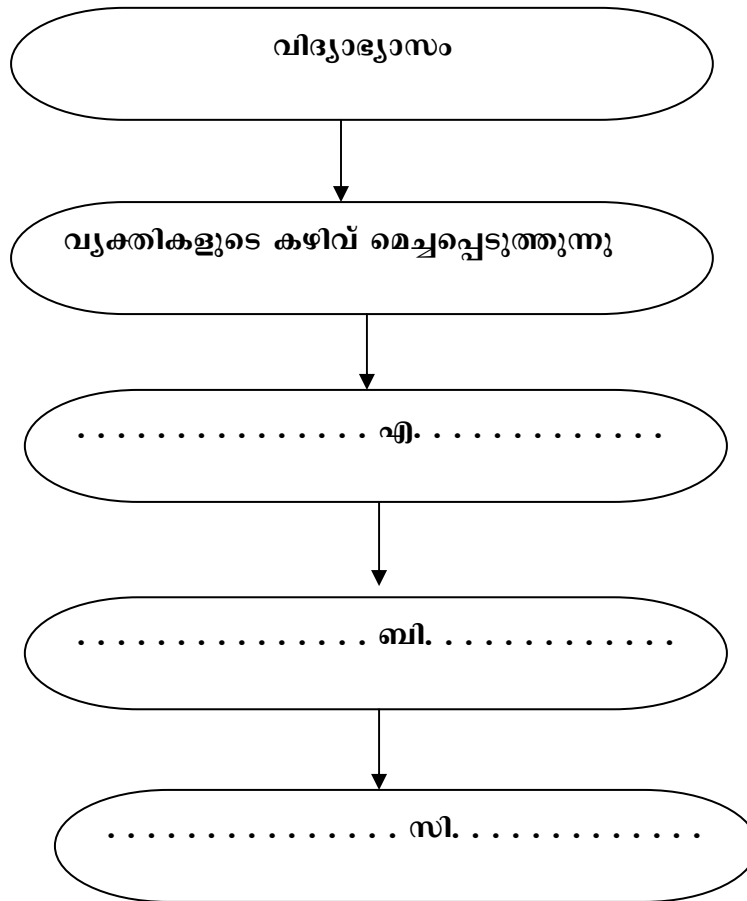 വിദ്യാഭ്യാസം
വ്യക്തികളുടെ കഴിവ് മെച്ചപ്പെടുത്തുന്നു
. . . . . . . . . . . . . . . . എ. . . . . . . . . . . . .
. . . . . . . . . . . . . . . . ബി. . . . . . . . . . . . .
. . . . . . . . . . . . . . . . സി. . . . . . . . . . . . .